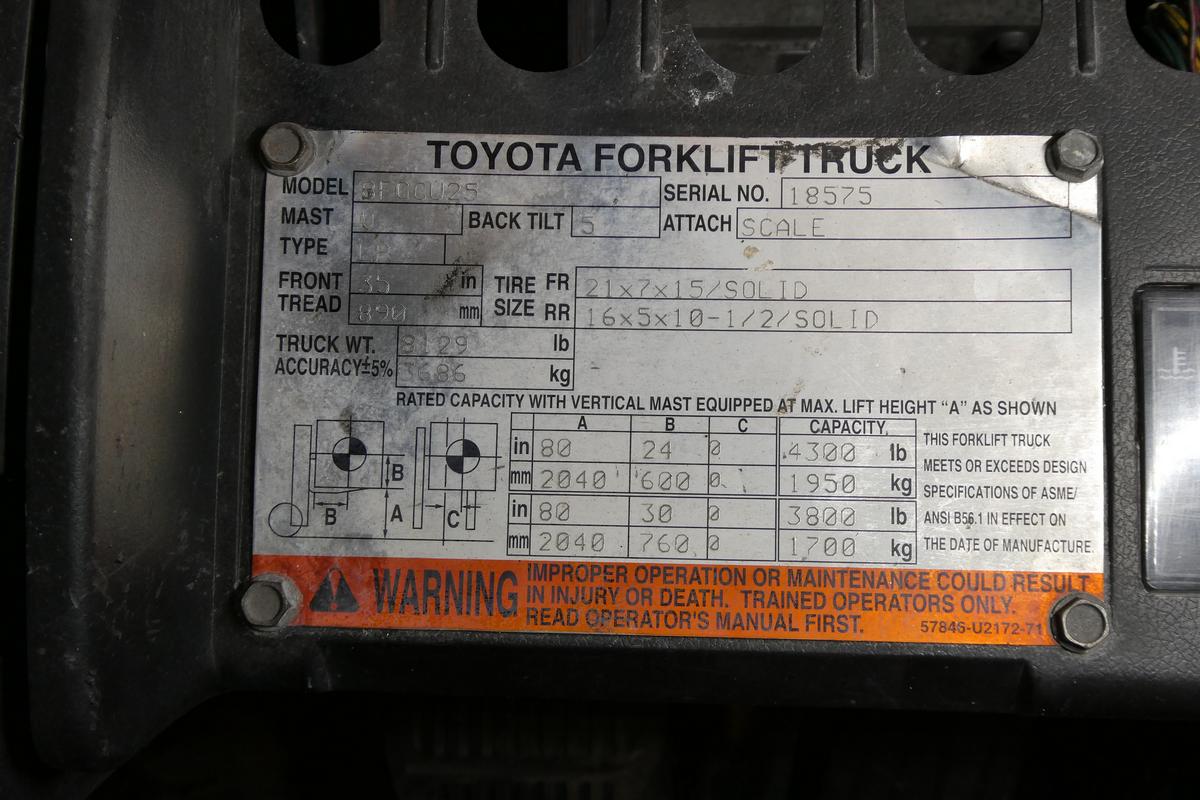 TOYOTA FORKLIFT TRUCK
MODEL 8FGCU25 SERIAL NO. 18575
MAST V BACK TILT 5 ATTACH SCALE
TYPE LP
FRONT TREAD 35 in TIRE SIZE FR 21x7x15/SOLID
890 mm RR 16x5x10-1/2/SOLID
TRUCK WT. 8129 lb
ACCURACY±5% 3686 kg
RATED CAPACITY WITH VERTICAL MAST EQUIPPED AT MAX. LIFT HEIGHT “A” AS SHOWN
A B C CAPACITY
in 80 24 0 4300 lb
mm 2040 600 0 1950 kg
in 80 30 0 3800 lb
mm 2040 760 0 1700 kg
B
B A C
THIS FORKLIFT TRUCK
MEETS OR EXCEEDS DESIGN
SPECIFICATIONS OF ASME/
ANSI B56.1 IN EFFECT ON
THE DATE OF MANUFACTURE.
WARNING
IMPROPER OPERATION OR MAINTENANCE COULD RESULT
IN INJURY OR DEATH. TRAINED OPERATORS ONLY.
READ OPERATOR'S MANUAL FIRST. 57846-U2172-71